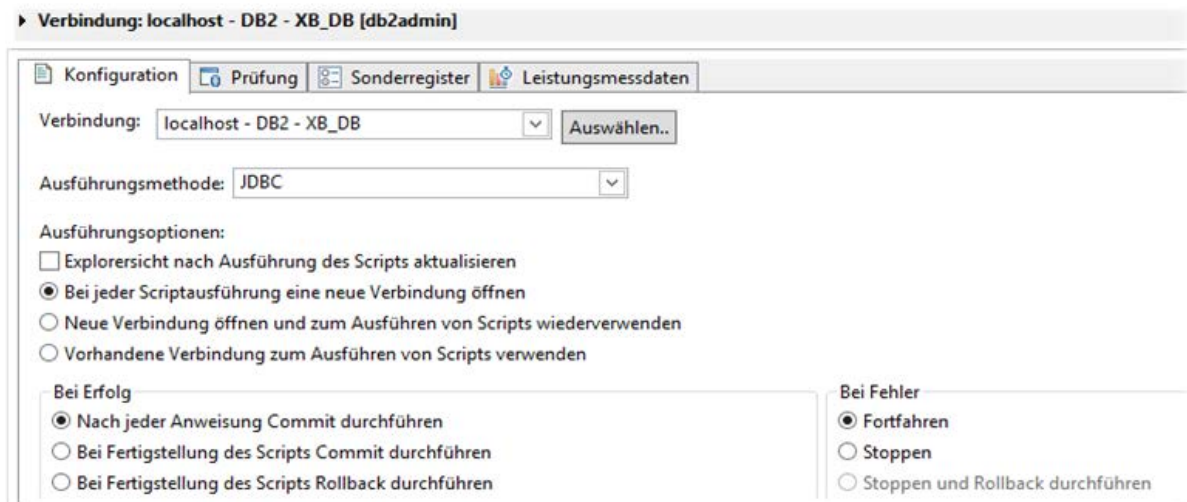 Verbindung: localhost - DB2 - XB_DB [db2admin]
Konfiguration Prüfung Sonderregister Leistungsmessdaten
Verbindung: localhost - DB2 - XB_DB Auswählen..
Ausführungsmethode: JDBC
Ausführungsoptionen:
Explorersicht nach Ausführung des Scripts aktualisieren
Bei jeder Scriptausführung eine neue Verbindung öffnen
Neue Verbindung öffnen und zum Ausführen von Scripts wiederverwenden
Vorhandene Verbindung zum Ausführen von Scripts verwenden
Bei Erfolg
Nach jeder Anweisung Commit durchführen
Bei Fertigstellung des Scripts Commit durchführen
Bei Fertigstellung des Scripts Rollback durchführen
Bei Fehler
Fortfahren
Stoppen
Stoppen und Rollback durchführen